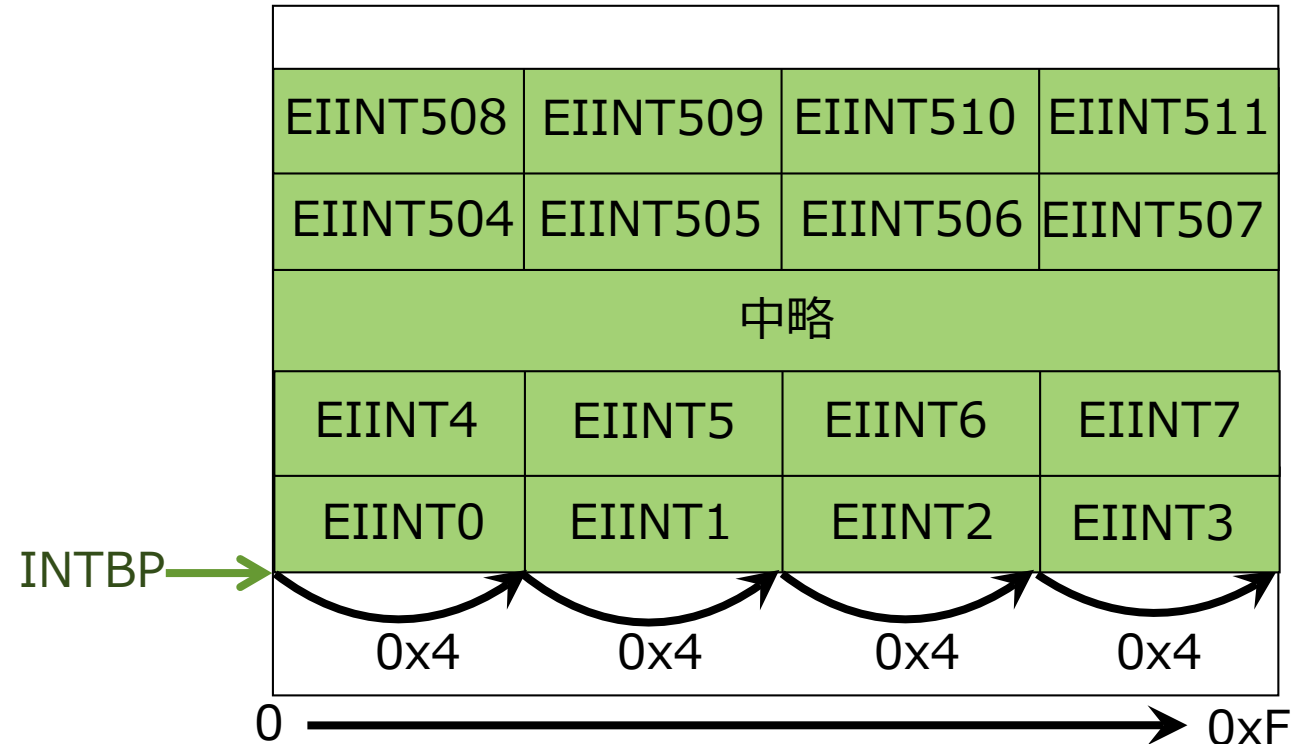 EIINT508 EIINT509 EIINT510 EIINT511
EIINT504 EIINT505 EIINT506 EIINT507
中略
EIINT4 EIINT5 EIINT6 EIINT7
EIINT0 EIINT1 EIINT2 EIINT3
INTBP
0x4 0x4 0x4 0x4
0 0xF